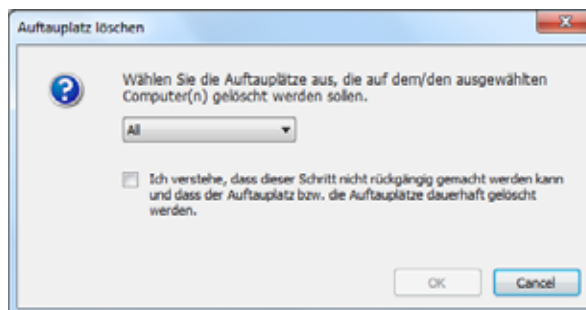 Auftauplatz löschen
Wählen Sie die Auftauplätze aus, die auf dem/den ausgewählten
Computer(n) gelöscht werden sollen.
All
Ich verstehe, dass dieser Schritt nicht rückgängig gemacht werden kann
und dass der Auftauplatz bzw. die Auftauplätze dauerhaft gelöscht
werden.
OK Cancel